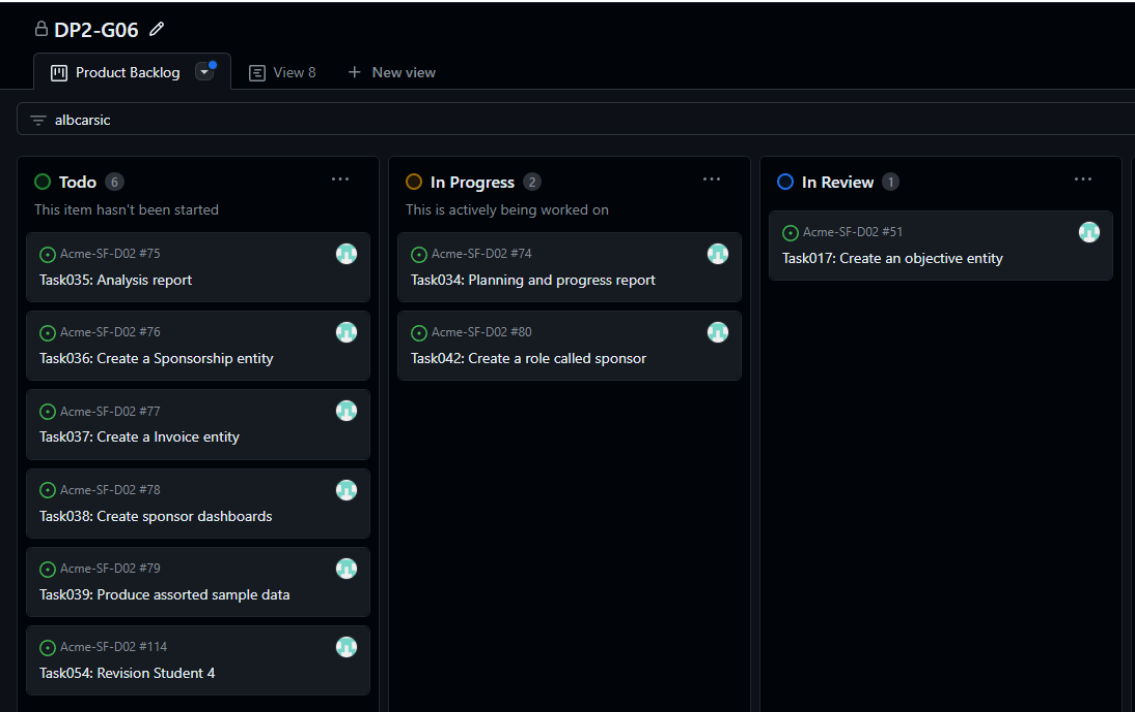 DP2-G06
Product Backlog
View 8
New view
albcarsic
Todo 6
This item hasn't been started
Acme-SF-D02 #75
Task035: Analysis report
Acme-SF-D02 #76
Task036: Create a Sponsorship entity
Acme-SF-D02 #77
Task037: Create a Invoice entity
Acme-SF-D02 #78
Task038: Create sponsor dashboards
Acme-SF-D02 #79
Task039: Produce assorted sample data
Acme-SF-D02 #114
Task054: Revision Student 4
In Progress 2
This is actively being worked on
Acme-SF-D02 #74
Task034: Planning and progress report
Acme-SF-D02 #80
Task042: Create a role called sponsor
In Review 1
Acme-SF-D02 #51
Task017: Create an objective entity